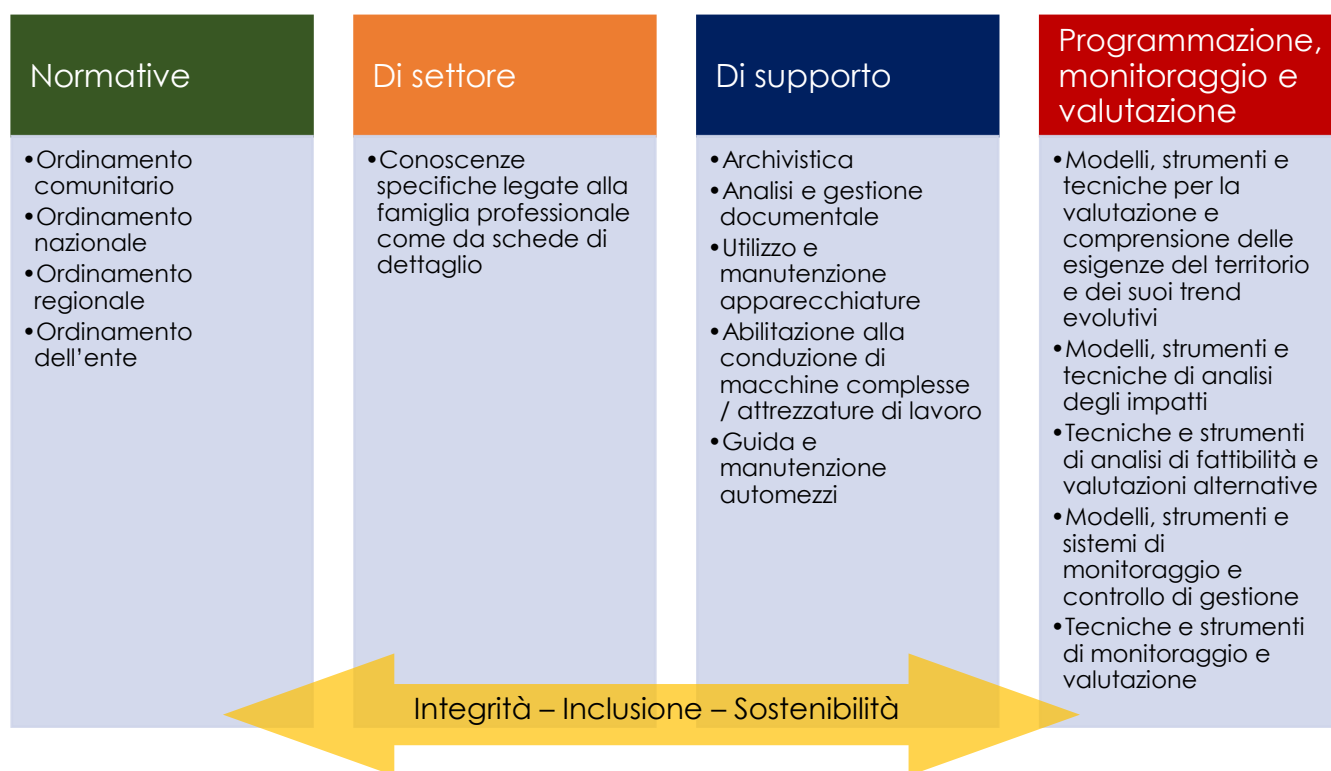 Normative
•Ordinamento
comunitario
•Ordinamento
nazionale
•Ordinamento
regionale
•Ordinamento
dell’ente
Di settore
•Conoscenze
specifiche legate alla
famiglia professionale
come da schede di
dettaglio
Di supporto
•Archivistica
•Analisi e gestione
documentale
•Utilizzo e
manutenzione
apparecchiature
•Abilitazione alla
conduzione di
macchine complesse
/ attrezzature di lavoro
•Guida e
manutenzione
automezzi
Programmazione,
monitoraggio e
valutazione
•Modelli, strumenti e
tecniche per la
valutazione e
comprensione delle
esigenze del territorio
e dei suoi trend
evolutivi
•Modelli, strumenti e
tecniche di analisi
degli impatti
•Tecniche e strumenti
di analisi di fattibilità e
valutazioni alternative
•Modelli, strumenti e
sistemi di
monitoraggio e
controllo di gestione
•Tecniche e strumenti
di monitoraggio e
valutazione
Integrità – Inclusione – Sostenibilità